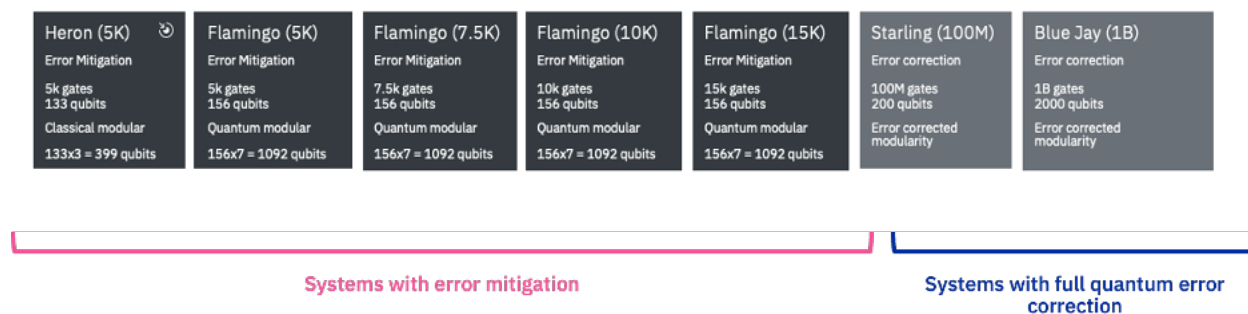 Heron (5K)
Error Mitigation
5k gates
133 qubits
Classical modular
133x3 = 399 qubits
Flamingo (5K)
Error Mitigation
5k gates
156 qubits
Quantum modular
156x7 = 1092 qubits
Flamingo (7.5K)
Error Mitigation
7.5k gates
156 qubits
Quantum modular
156x7 = 1092 qubits
Flamingo (10K)
Error Mitigation
10k gates
156 qubits
Quantum modular
156x7 = 1092 qubits
Flamingo (15K)
Error Mitigation
15k gates
156 qubits
Quantum modular
156x7 = 1092 qubits
Starling (100M)
Error correction
100M gates
200 qubits
Error corrected
modularity
Blue Jay (1B)
Error correction
1B gates
2000 qubits
Error corrected
modularity
Systems with error mitigation
Systems with full quantum error
correction